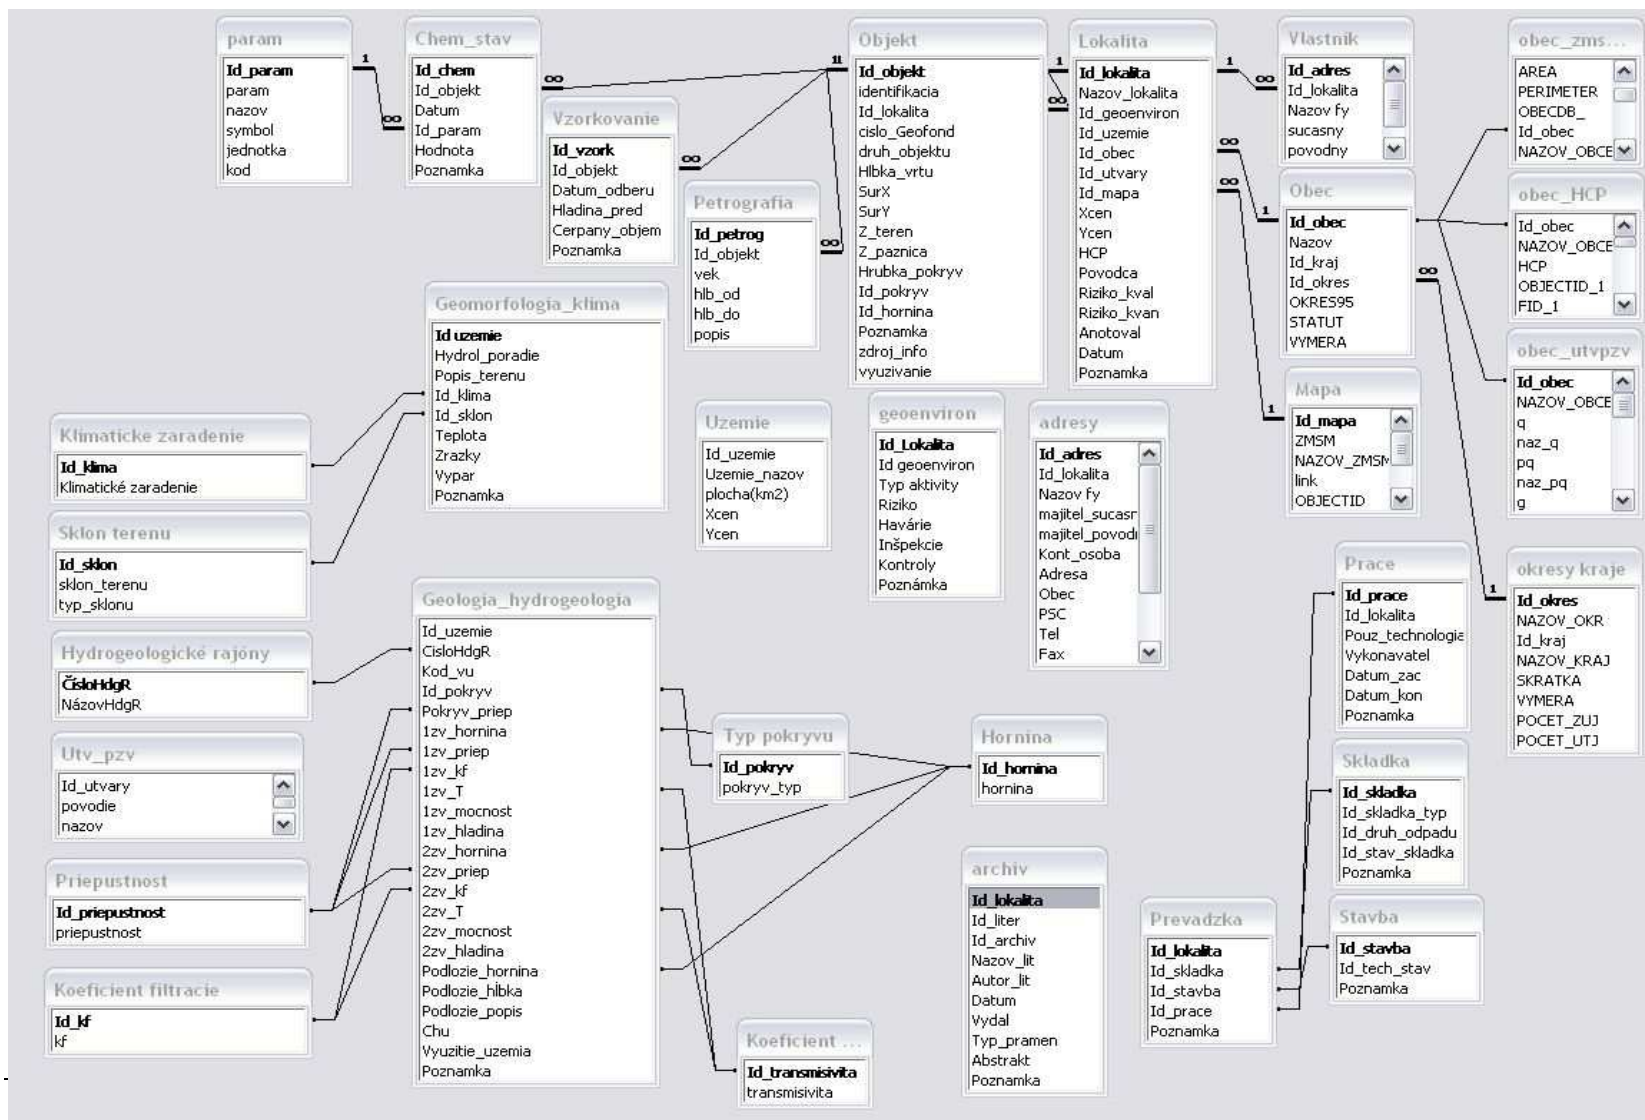 param
Id_param
param
nazov
symbol
jednotka
kod
1
∞
Chem_stav
Id_chem
Id_objekt
Datum
Id_param
Hodnota
Poznamka
∞
Vzorkovanie
Id_vzork
Id_objekt
Datum_odberu
Hladina_pred
Cerpany_objem
Poznamka
∞
Petrografia
Id_petrog
Id_objekt
vek
hlb_od
hlb_do
popis
∞
Objekt
Id_objekt
identifikacia
Id_lokalita
cislo_Geofond
druh_objektu
Hlbka_vrtu
SurX
SurY
Z_teren
Z_paznica
Hrubka_pokryv
Id_pokryv
Id_hornina
Poznamka
zdroj_info
vyuzivanie
1
∞
Lokalita
Id_lokalita
Nazov_lokalita
Id_geoenviron
Id_uzemie
Id_obec
Id_utvary
Id_mapa
Xcen
Ycen
HCP
Povodca
Riziko_kval
Riziko_kvan
Anotoval
Datum
Poznamka
1
∞
∞
∞
Vlastnik
Id_adres
Id_lokalita
Nazov fy
sucasny
povodny
1
Obec
Id_obec
Nazov
Id_kraj
Id_okres
OKRES95
STATUT
VYMERA
∞
1
Mapa
Id_mapa
ZMSM
NAZOV_ZMSM
link
OBJECTID
obec_zms...
AREA
PERIMETER
OBECDB_
Id_obec
NAZOV_OBCE
obec_HCP
Id_obec
NAZOV_OBCE
HCP
OBJECTID_1
FID_1
obec_utvpzv
Id_obec
NAZOV_OBCE
q
naz_q
pq
naz_pq
g
1
okresy kraje
Id_okres
NAZOV_OKR
Id_kraj
NAZOV_KRAJ
SKRATKA
VYMERA
POCET_ZUJ
POCET_UTJ
Geomorfologia_klima
Id uzemie
Hydrol_poradie
Popis_terenu
Id_klima
Id_sklon
Teplota
Zrazky
Vypar
Poznamka
Klimaticke zaradenie
Id_klima
Klimatické zaradenie
Sklon terenu
Id_sklon
sklon_terenu
typ_sklonu
Uzemie
Id_uzemie
Uzemie_nazov
plocha(km2)
Xcen
Ycen
geoenviron
Id_Lokalita
Id geoenviron
Typ aktivity
Riziko
Havárie
Inšpekcie
Kontroly
Poznámka
adresy
Id_adres
Id_lokalita
Nazov fy
majitel_sucasr
majitel_povodi
Kont_osoba
Adresa
Obec
PSC
Tel
Fax
Hydrogeologické rajóny
ČísloHdgR
NázovHdgR
Utv_pzv
Id_utvary
povodie
nazov
Priepustnost
Id_priepustnost
priepustnost
Koeficient filtracie
Id_kf
kf
Geologia_hydrogeologia
Id_uzemie
CisloHdgR
Kod_vu
Id_pokryv
Pokryv_priep
1zv_hornina
1zv_priep
1zv_kf
1zv_T
1zv_mocnost
1zv_hladina
2zv_hornina
2zv_priep
2zv_kf
2zv_T
2zv_mocnost
2zv_hladina
Podlozie_hornina
Podlozie_hĺbka
Podlozie_popis
Chu
Vyuzitie_uzemia
Poznamka
Typ pokryvu
Id_pokryv
pokryv_typ
Hornina
Id_hornina
hornina
Koeficient ...
Id_transmisivita
transmisivita
archiv
Id_lokalita
Id_liter
Id_archiv
Nazov_lit
Autor_lit
Datum
Vydal
Typ_pramen
Abstrakt
Poznamka
Prace
Id_prace
Id_lokalita
Pouz_technologia
Vykonavatel
Datum_zac
Datum_kon
Poznamka
Skladka
Id_skladka
Id_skladka_typ
Id_druh_odpadu
Id_stav_skladka
Poznamka
Prevadzka
Id_lokalita
Id_skladka
Id_stavba
Id_prace
Poznamka
Stavba
Id_stavba
Id_tech_stav
Poznamka